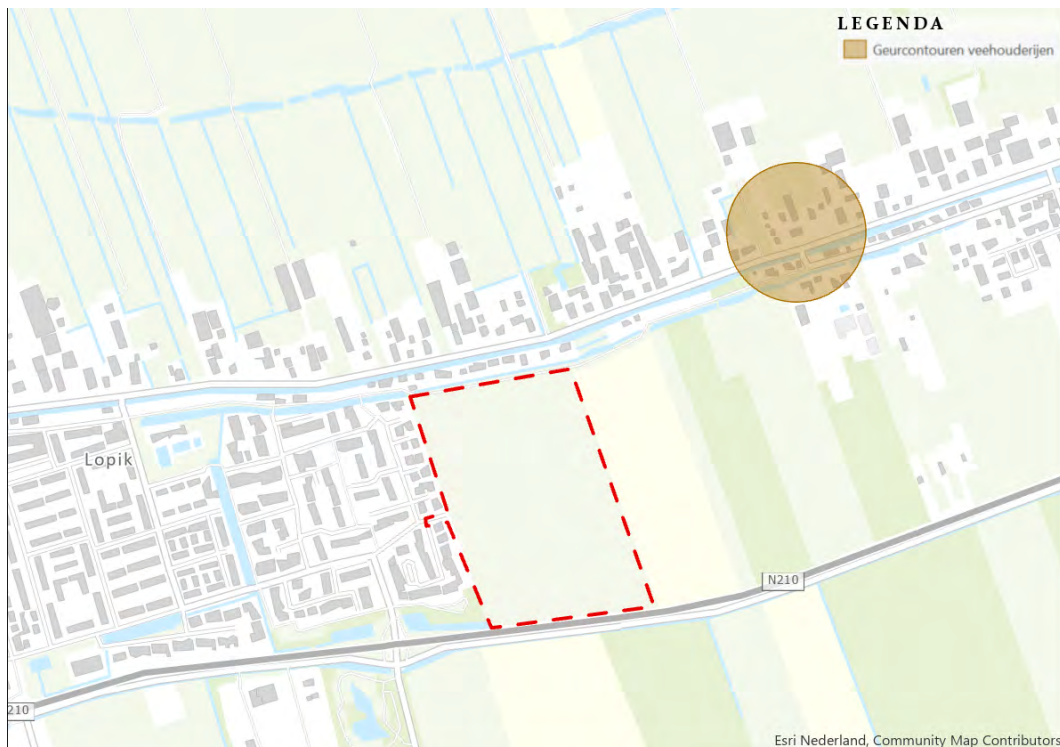 LEGENDA
Geurcontouren veehouderijen
Lopik
N210
210
Esri Nederland, Community Map Contributors